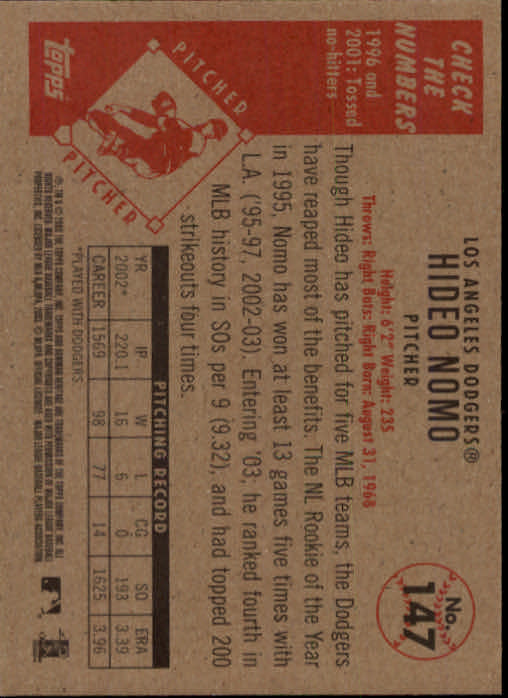 No.
147
LOS ANGELES DODGERS®
HIDEO NOMO
PITCHER
Height: 6'2" Weight: 235
Throws: Right Bats: Right Born: August 31, 1968
Though Hideo has pitched for five MLB teams, the Dodgers
have reaped most of the benefits. The NL Rookie of the Year
in 1995, Nomo has won at least 13 games five times with
L.A. ('95-97, 2002-03). Entering '03, he ranked fourth in
MLB history in SOs per 9 (9.32), and had topped 200
strikeouts four times.
CHECK
THE
NUMBERS
1996 and
2001: Tossed
no-hitters
PITCHER
PITCHER
topps
PITCHING RECORD
YR IP W L CG SO ERA
2002* 220.1 16 6 0 193 3.39
CAREER 1569 98 77 14 1625 3.96
*PLAYED WITH DODGERS.